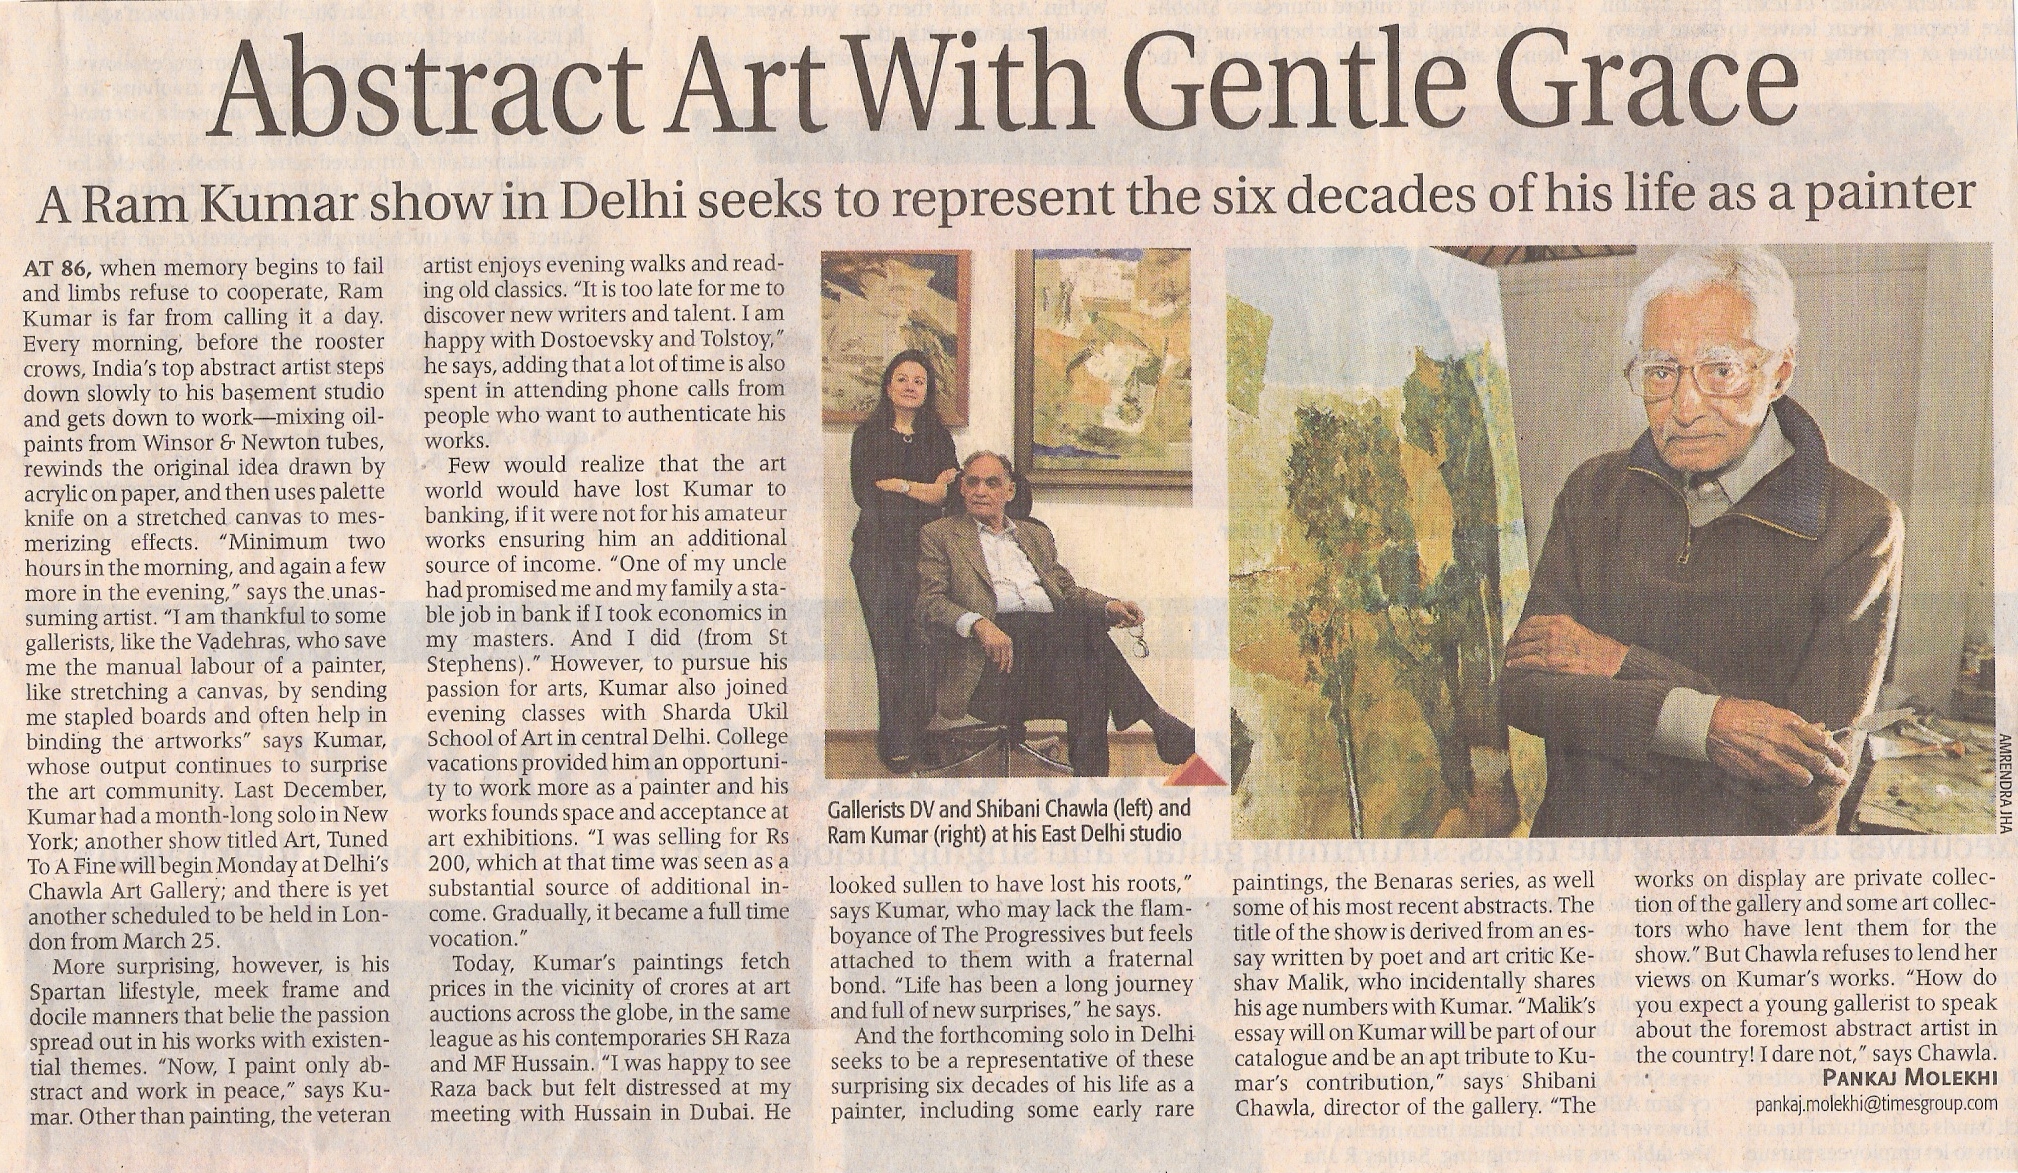 Abstract Art With Gentle Grace
A Ram Kumar show in Delhi seeks to represent the six decades of his life as a painter
AT 86, when memory begins to fail
and limbs refuse to cooperate, Ram
Kumar is far from calling it a day.
Every morning, before the rooster
crows, India's top abstract artist steps
down slowly to his basement studio
and gets down to work—mixing oil-
paints from Winsor & Newton tubes,
rewinds the original idea drawn by
acrylic on paper, and then uses palette
knife on a stretched canvas to mes-
merizing effects. “Minimum two
hours in the morning, and again a few
more in the evening,” says the unas-
suming artist. “I am thankful to some
gallerists, like the Vadehras, who save
me the manual labour of a painter,
like stretching a canvas, by sending
me stapled boards and often help in
binding the artworks” says Kumar,
whose output continues to surprise
the art community. Last December,
Kumar had a month-long solo in New
York; another show titled Art, Tuned
To A Fine will begin Monday at Delhi's
Chawla Art Gallery; and there is yet
another scheduled to be held in Lon-
don from March 25.
More surprising, however, is his
Spartan lifestyle, meek frame and
docile manners that belie the passion
spread out in his works with existen-
tial themes. “Now, I paint only ab-
stract and work in peace,” says Ku-
mar. Other than painting, the veteran
artist enjoys evening walks and read-
ing old classics. “It is too late for me to
discover new writers and talent. I am
happy with Dostoevsky and Tolstoy,”
he says, adding that a lot of time is also
spent in attending phone calls from
people who want to authenticate his
works.
Few would realize that the art
world would have lost Kumar to
banking, if it were not for his amateur
works ensuring him an additional
source of income. “One of my uncle
had promised me and my family a sta-
ble job in bank if I took economics in
my masters. And I did (from St
Stephens).” However, to pursue his
passion for arts, Kumar also joined
evening classes with Sharda Ukil
School of Art in central Delhi. College
vacations provided him an opportuni-
ty to work more as a painter and his
works founds space and acceptance at
art exhibitions. “I was selling for Rs
200, which at that time was seen as a
substantial source of additional in-
come. Gradually, it became a full time
vocation.”
Today, Kumar's paintings fetch
prices in the vicinity of crores at art
auctions across the globe, in the same
league as his contemporaries SH Raza
and MF Hussain. “I was happy to see
Raza back but felt distressed at my
meeting with Hussain in Dubai. He
Gallerists DV and Shibani Chawla (left) and
Ram Kumar (right) at his East Delhi studio
AMRENDRA JHA
looked sullen to have lost his roots,”
says Kumar, who may lack the flam-
boyance of The Progressives but feels
attached to them with a fraternal
bond. “Life has been a long journey
and full of new surprises,” he says.
And the forthcoming solo in Delhi
seeks to be a representative of these
surprising six decades of his life as a
painter, including some early rare
paintings, the Benaras series, as well
some of his most recent abstracts. The
title of the show is derived from an es-
say written by poet and art critic Ke-
shav Malik, who incidentally shares
his age numbers with Kumar. “Malik's
essay will on Kumar will be part of our
catalogue and be an apt tribute to Ku-
mar's contribution,” says Shibani
Chawla, director of the gallery. “The
works on display are private collec-
tion of the gallery and some art collec-
tors who have lent them for the
show.” But Chawla refuses to lend her
views on Kumar's works. “How do
you expect a young gallerist to speak
about the foremost abstract artist in
the country! I dare not,” says Chawla.
PANKAJ MOLEKHI
pankaj.molekhi@timesgroup.com